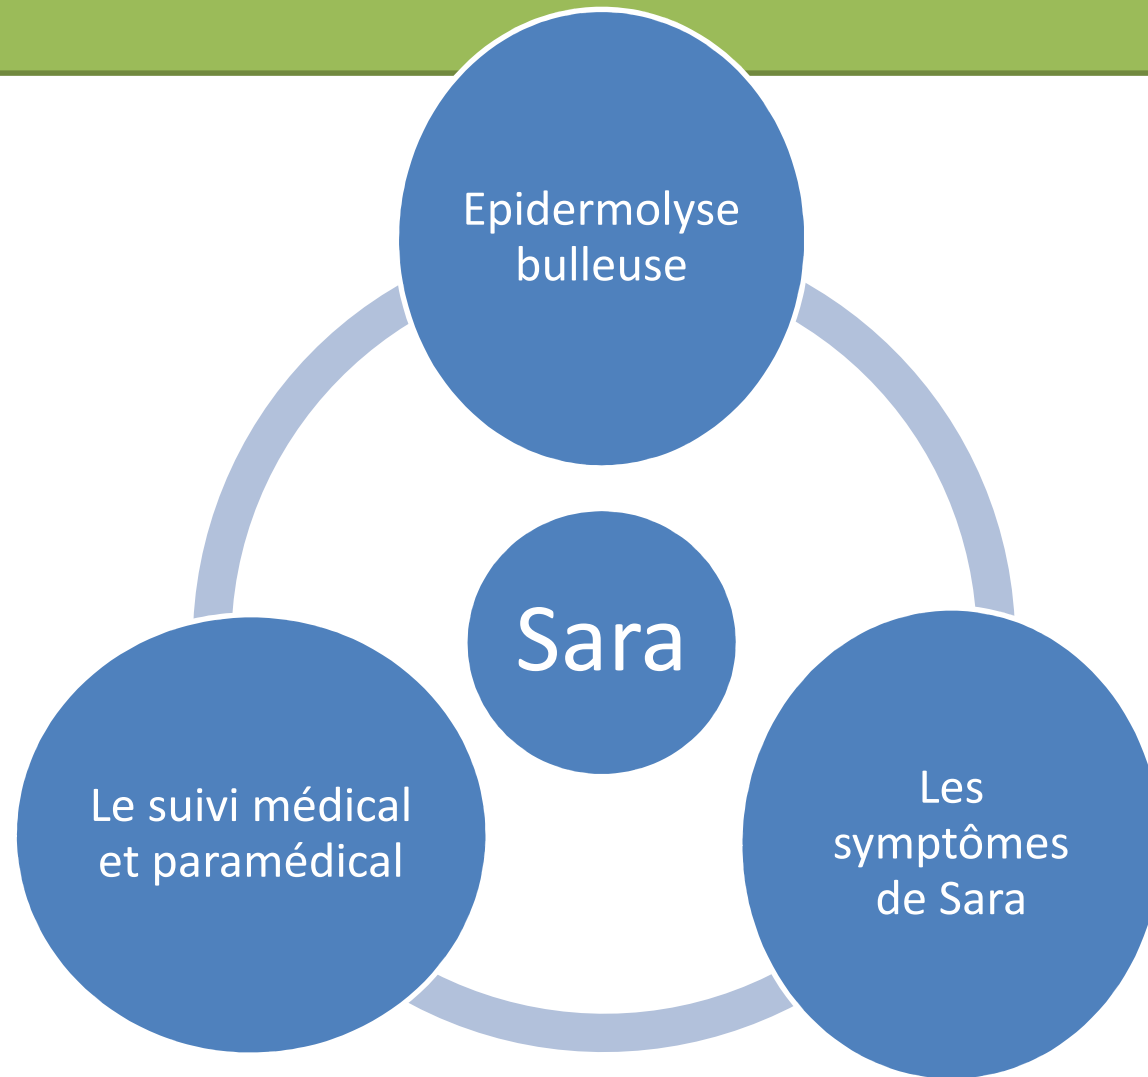 Epidermolyse
bulleuse
Sara
Le suivi médical
et paramédical
Les
symptômes
de Sara